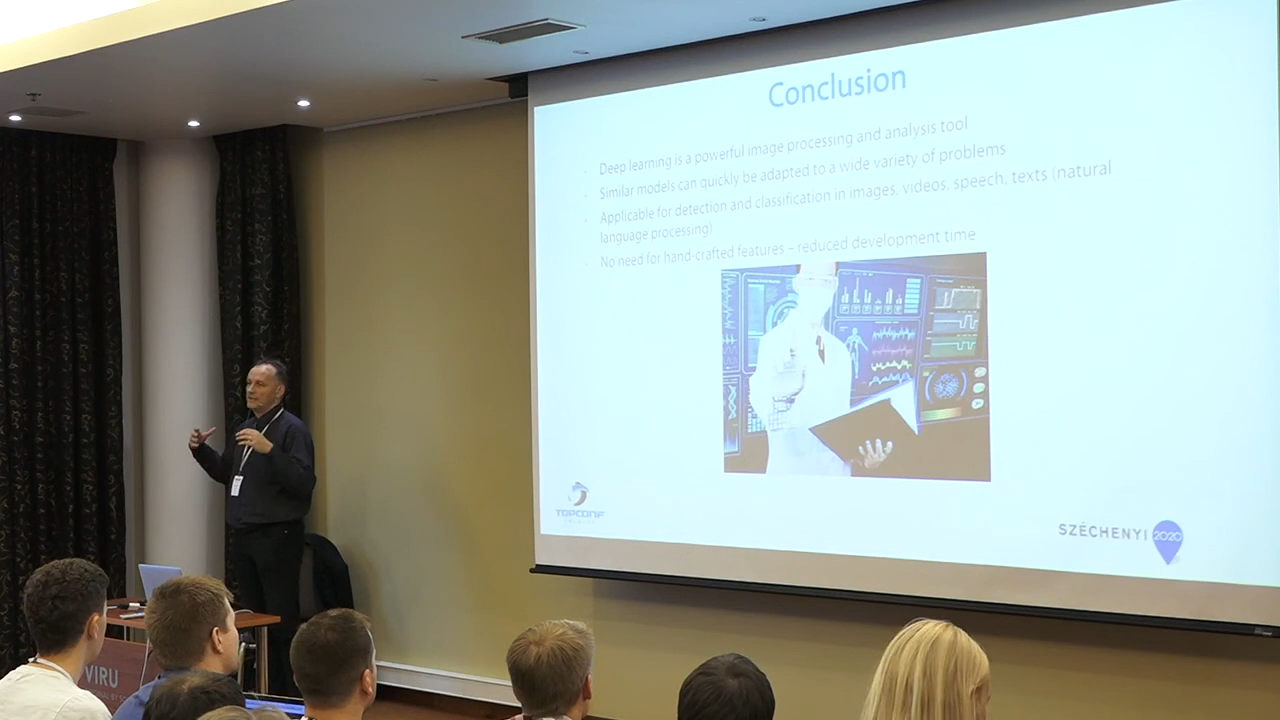 Conclusion
Deep learning is a powerful image processing and analysis tool
Similar models can quickly be adapted to a wide variety of problems
Applicable for detection and classification in images, videos, speech, texts (natural
language processing)
No need for hand-crafted features – reduced development time
TOPCONF
SZÉCHENYI 2020
VIRU